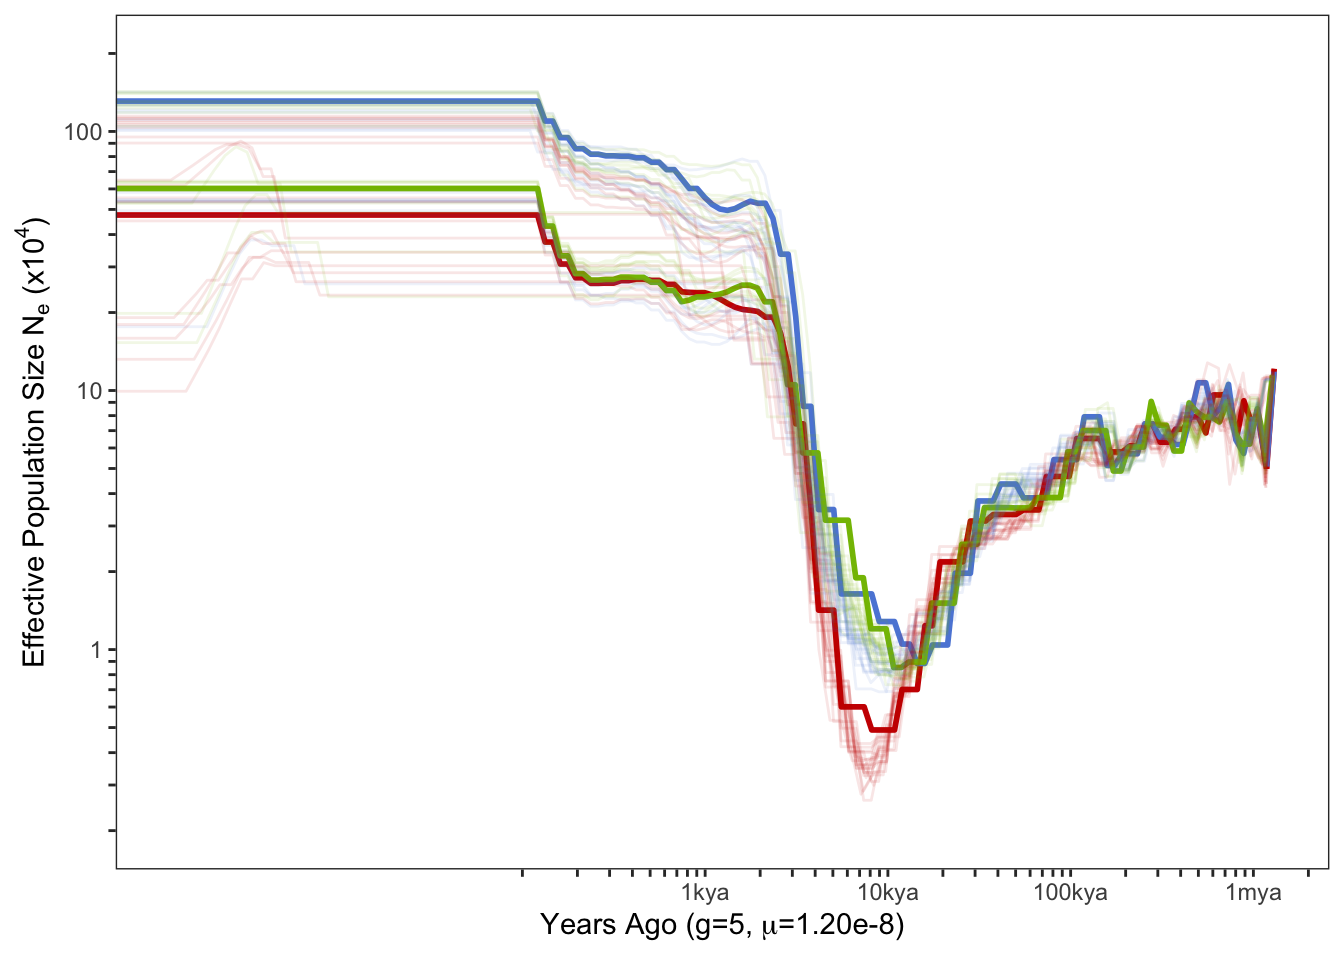 Effective Population Size Nₑ (x10⁴)
100
10
1
1kya 10kya 100kya 1mya
Years Ago (g=5, μ=1.20e-8)